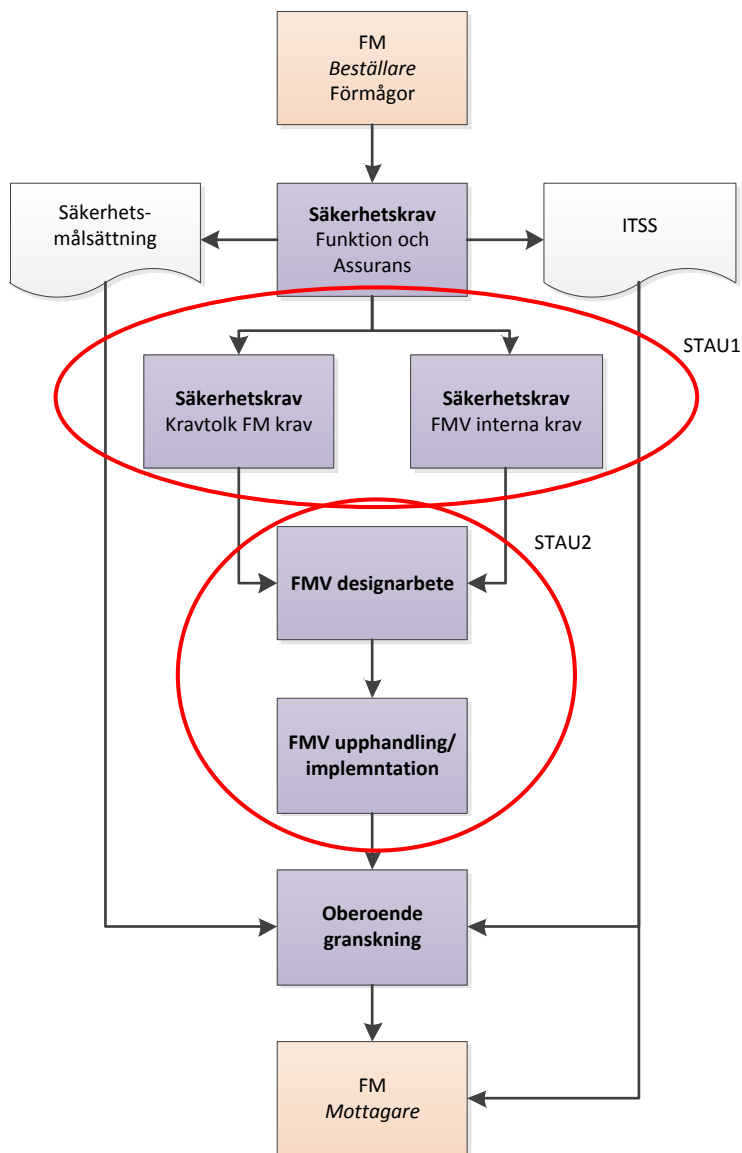 FM
Beställare
Förmågor
Säkerhets-
målsättning
Säkerhetskrav
Funktion och
Assurans
ITSS
STAU1
Säkerhetskrav
Kravtolk FM krav
Säkerhetskrav
FMV interna krav
STAU2
FMV designarbete
FMV upphandling/
implemntation
Oberoende
granskning
FM
Mottagare